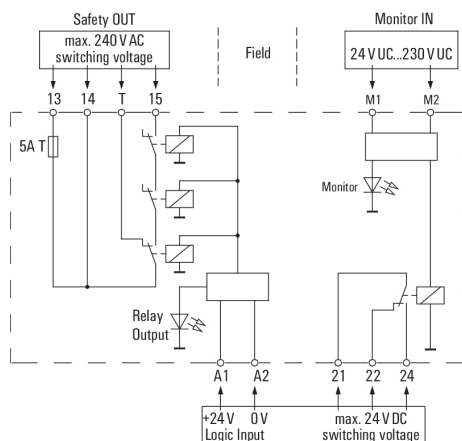 Safety OUT
Monitor IN
max. 240 V AC
switching voltage
Field
24 V UC...230 V UC
13 14 T 15
M1 M2
5A T
Monitor
Relay
Output
A1 A2 21 22 24
+24 V 0 V
Logic Input
max. 24 V DC
switching voltage